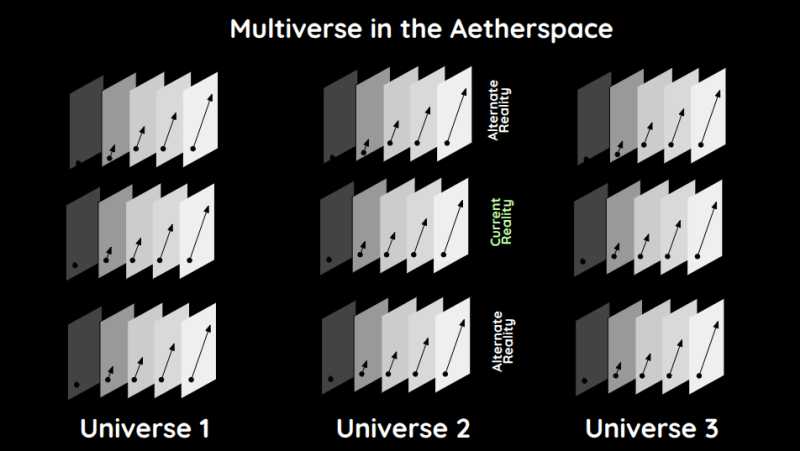 Multiverse in the Aetherspace
Alternate
Reality
Current
Reality
Alternate
Reality
Universe 1
Universe 2
Universe 3